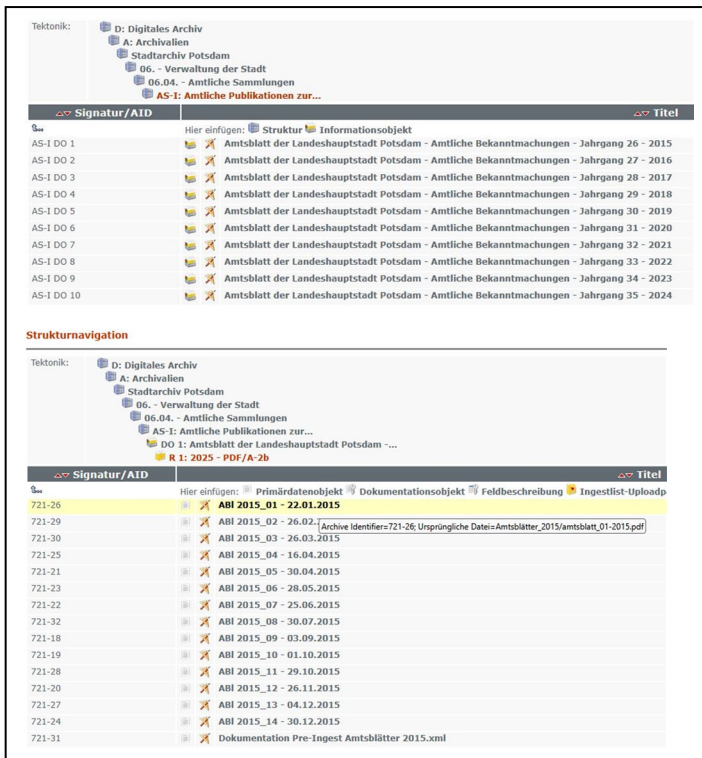 Tektonik: D: Digitales Archiv
A: Archivalien
Stadtarchiv Potsdam
06. - Verwaltung der Stadt
06.04. - Amtliche Sammlungen
AS-I: Amtliche Publikationen zur...
Signatur/AID Titel
Hier einfügen: Struktur Informationsobjekt
AS-I DO 1 Amtsblatt der Landeshauptstadt Potsdam - Amtliche Bekanntmachungen - Jahrgang 26 - 2015
AS-I DO 2 Amtsblatt der Landeshauptstadt Potsdam - Amtliche Bekanntmachungen - Jahrgang 27 - 2016
AS-I DO 3 Amtsblatt der Landeshauptstadt Potsdam - Amtliche Bekanntmachungen - Jahrgang 28 - 2017
AS-I DO 4 Amtsblatt der Landeshauptstadt Potsdam - Amtliche Bekanntmachungen - Jahrgang 29 - 2018
AS-I DO 5 Amtsblatt der Landeshauptstadt Potsdam - Amtliche Bekanntmachungen - Jahrgang 30 - 2019
AS-I DO 6 Amtsblatt der Landeshauptstadt Potsdam - Amtliche Bekanntmachungen - Jahrgang 31 - 2020
AS-I DO 7 Amtsblatt der Landeshauptstadt Potsdam - Amtliche Bekanntmachungen - Jahrgang 32 - 2021
AS-I DO 8 Amtsblatt der Landeshauptstadt Potsdam - Amtliche Bekanntmachungen - Jahrgang 33 - 2022
AS-I DO 9 Amtsblatt der Landeshauptstadt Potsdam - Amtliche Bekanntmachungen - Jahrgang 34 - 2023
AS-I DO 10 Amtsblatt der Landeshauptstadt Potsdam - Amtliche Bekanntmachungen - Jahrgang 35 - 2024
Strukturnavigation
Tektonik: D: Digitales Archiv
A: Archivalien
Stadtarchiv Potsdam
06. - Verwaltung der Stadt
06.04. - Amtliche Sammlungen
AS-I: Amtliche Publikationen zur...
DO 1: Amtsblatt der Landeshauptstadt Potsdam -...
R 1: 2025 - PDF/A-2b
Signatur/AID Titel
Hier einfügen: Primärdatenobjekt Dokumentationsobjekt Feldbeschreibung Ingestlist-Uploadp
721-26 ABl 2015_01 - 22.01.2015
721-29 ABl 2015_02 - 26.02.
Archive Identifier=721-26; Ursprüngliche Datei=Amtsblätter_2015/amtsblatt_01-2015.pdf
721-30 ABl 2015_03 - 26.03.2015
721-25 ABl 2015_04 - 16.04.2015
721-21 ABl 2015_05 - 30.04.2015
721-23 ABl 2015_06 - 28.05.2015
721-22 ABl 2015_07 - 25.06.2015
721-32 ABl 2015_08 - 30.07.2015
721-18 ABl 2015_09 - 03.09.2015
721-19 ABl 2015_10 - 01.10.2015
721-28 ABl 2015_11 - 29.10.2015
721-20 ABl 2015_12 - 26.11.2015
721-27 ABl 2015_13 - 04.12.2015
721-24 ABl 2015_14 - 30.12.2015
721-31 Dokumentation Pre-Ingest Amtsblätter 2015.xml